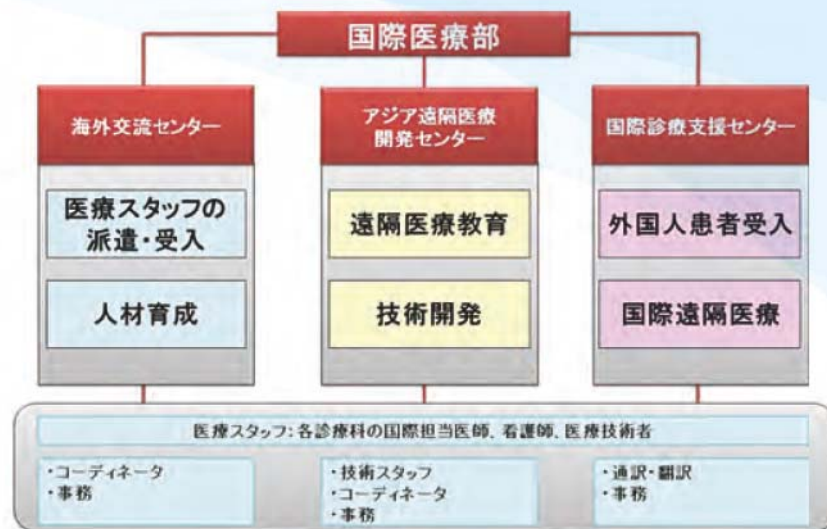 国際医療部
海外交流センター
アジア遠隔医療
開発センター
国際診療支援センター
医療スタッフの
派遣・受入
遠隔医療教育
外国人患者受入
人材育成
技術開発
国際遠隔医療
医療スタッフ:各診療科の国際担当医師、看護師、医療技術者
・コーディネータ
・事務
・技術スタッフ
・コーディネータ
・事務
・通訳・翻訳
・事務